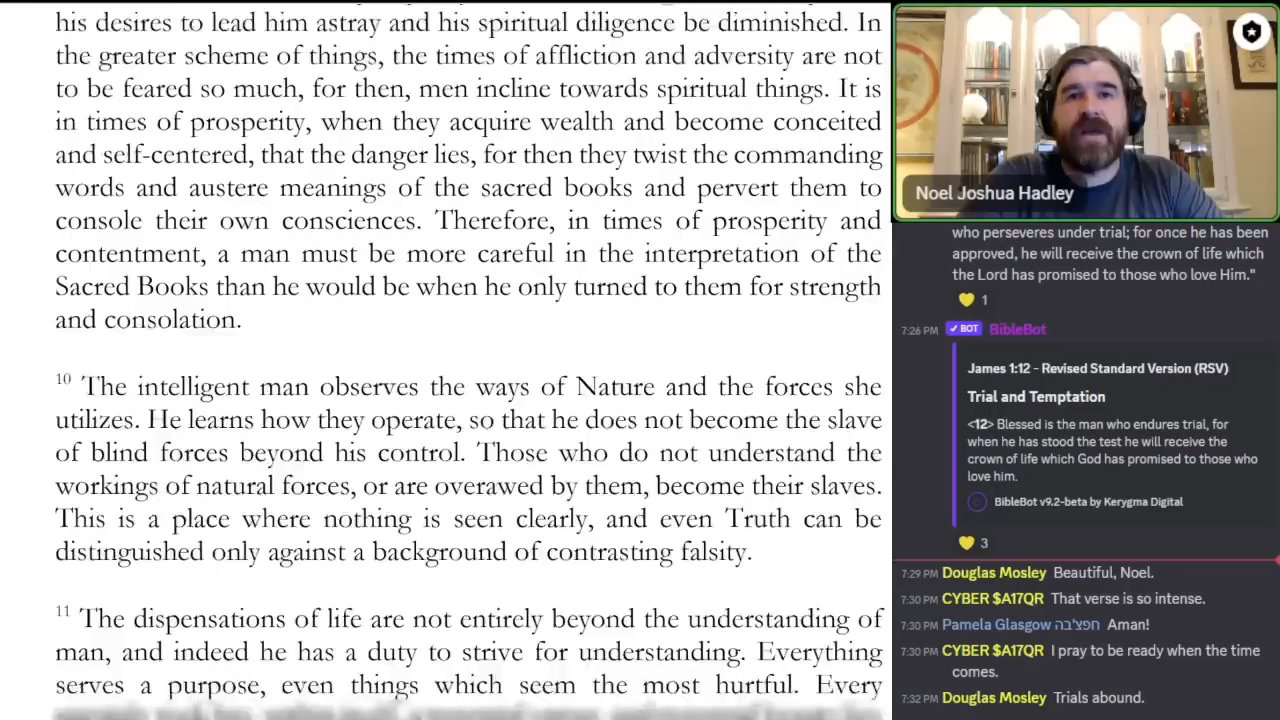 his desires to lead him astray and his spiritual diligence be diminished. In
the greater scheme of things, the times of affliction and adversity are not
to be feared so much, for then, men incline towards spiritual things. It is
in times of prosperity, when they acquire wealth and become conceited
and self-centered, that the danger lies, for then they twist the commanding
words and austere meanings of the sacred books and pervert them to
console their own consciences. Therefore, in times of prosperity and
contentment, a man must be more careful in the interpretation of the
Sacred Books than he would be when he only turned to them for strength
and consolation.
10 The intelligent man observes the ways of Nature and the forces she
utilizes. He learns how they operate, so that he does not become the slave
of blind forces beyond his control. Those who do not understand the
workings of natural forces, or are overawed by them, become their slaves.
This is a place where nothing is seen clearly, and even Truth can be
distinguished only against a background of contrasting falsity.
11 The dispensations of life are not entirely beyond the understanding of
man, and indeed he has a duty to strive for understanding. Everything
serves a purpose, even things which seem the most hurtful. Every
Noel Joshua Hadley
who perseveres under trial; for once he has been
approved, he will receive the crown of life which
the Lord has promised to those who love Him."
💛 1
7:26 PM ✓ BOT BibleBot
James 1:12 - Revised Standard Version (RSV)
Trial and Temptation
<12> Blessed is the man who endures trial, for
when he has stood the test he will receive the
crown of life which God has promised to those who
love him.
BibleBot v9.2-beta by Kerygma Digital
💛 3
7:29 PM Douglas Mosley Beautiful, Noel.
7:30 PM CYBER $A17QR That verse is so intense.
7:30 PM Pamela Glasgow חפצ'בה Aman!
7:30 PM CYBER $A17QR I pray to be ready when the time
comes.
7:32 PM Douglas Mosley Trials abound.